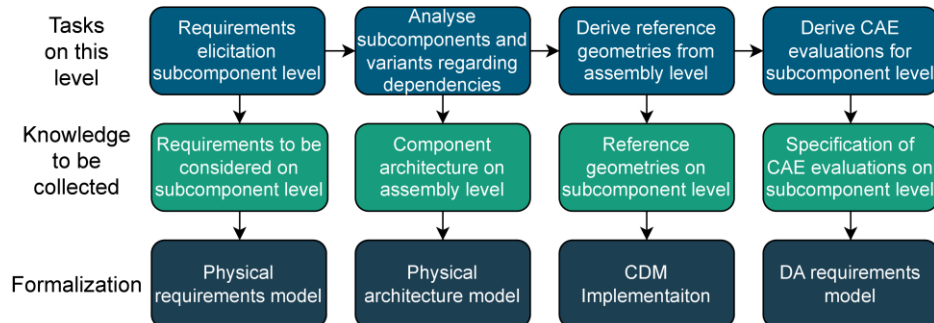 Tasks
on this
level
Requirements
elicitation
subcomponent level
Analyse
subcomponents and
variants regarding
dependencies
Derive reference
geometries from
assembly level
Derive CAE
evaluations for
subcomponent level
Knowledge
to be
collected
Requirements to be
considered on
subcomponent level
Component
architecture on
assembly level
Reference
geometries on
subcomponent level
Specification of
CAE evaluations on
subcomponent level
Formalization
Physical
requirements model
Physical
architecture model
CDM
Implementaiton
DA requirements
model